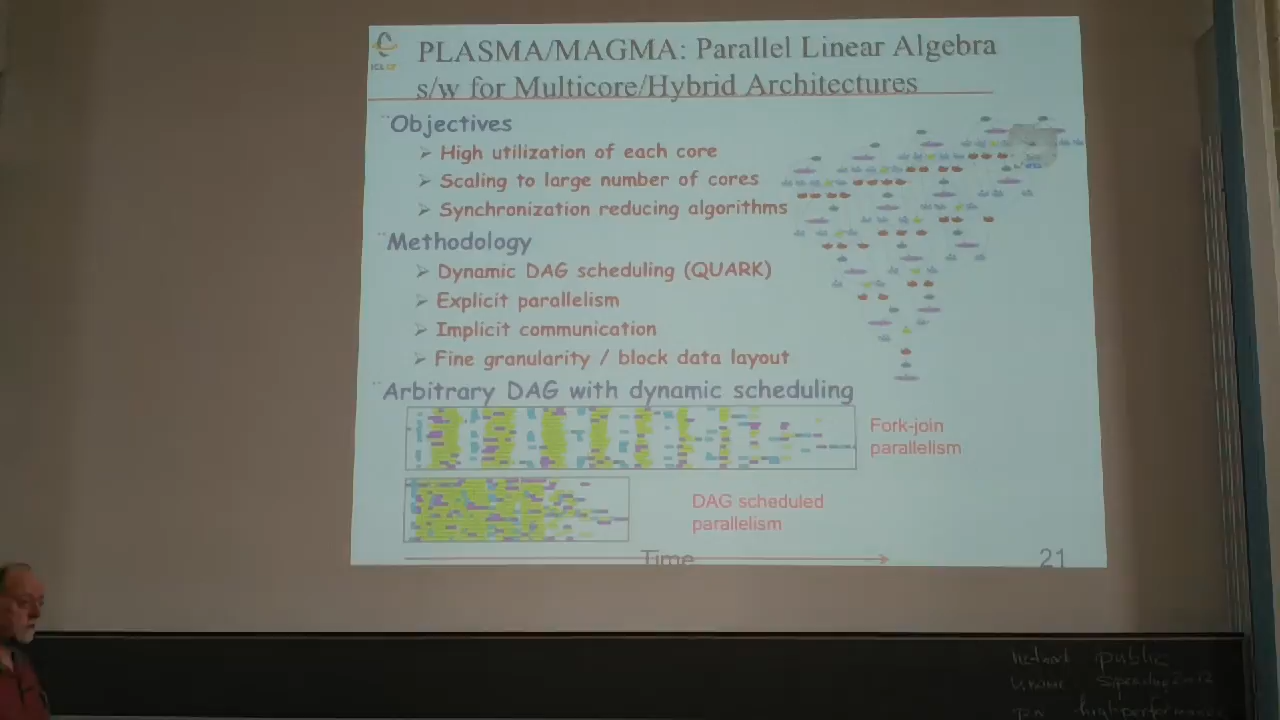 PLASMA/MAGMA: Parallel Linear Algebra
s/w for Multicore/Hybrid Architectures
ICL
Objectives
➢ High utilization of each core
➢ Scaling to large number of cores
➢ Synchronization reducing algorithms
Methodology
➢ Dynamic DAG scheduling (QUARK)
➢ Explicit parallelism
➢ Implicit communication
➢ Fine granularity / block data layout
Arbitrary DAG with dynamic scheduling
Fork-join
parallelism
DAG scheduled
parallelism
Time
21
public